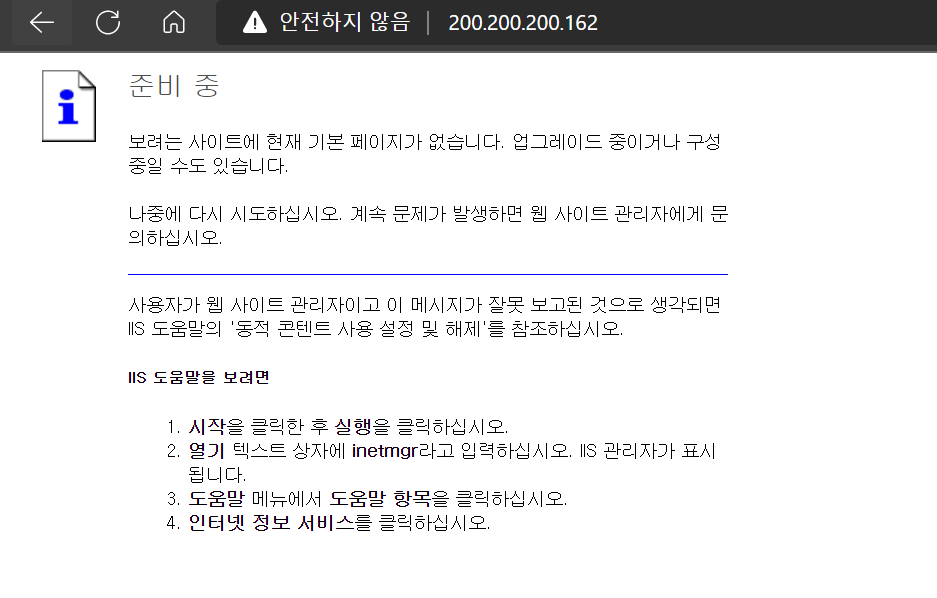 안전하지 않음 | 200.200.200.162
준비 중
보려는 사이트에 현재 기본 페이지가 없습니다. 업그레이드 중이거나 구성
중일 수도 있습니다.
나중에 다시 시도하십시오. 계속 문제가 발생하면 웹 사이트 관리자에게 문
의하십시오.
사용자가 웹 사이트 관리자이고 이 메시지가 잘못 보고된 것으로 생각되면
IIS 도움말의 '동적 콘텐트 사용 설정 및 해제'를 참조하십시오.
IIS 도움말을 보려면
1. 시작을 클릭한 후 실행을 클릭하십시오.
2. 열기 텍스트 상자에 inetmgr라고 입력하십시오. IIS 관리자가 표시
됩니다.
3. 도움말 메뉴에서 도움말 항목을 클릭하십시오.
4. 인터넷 정보 서비스를 클릭하십시오.